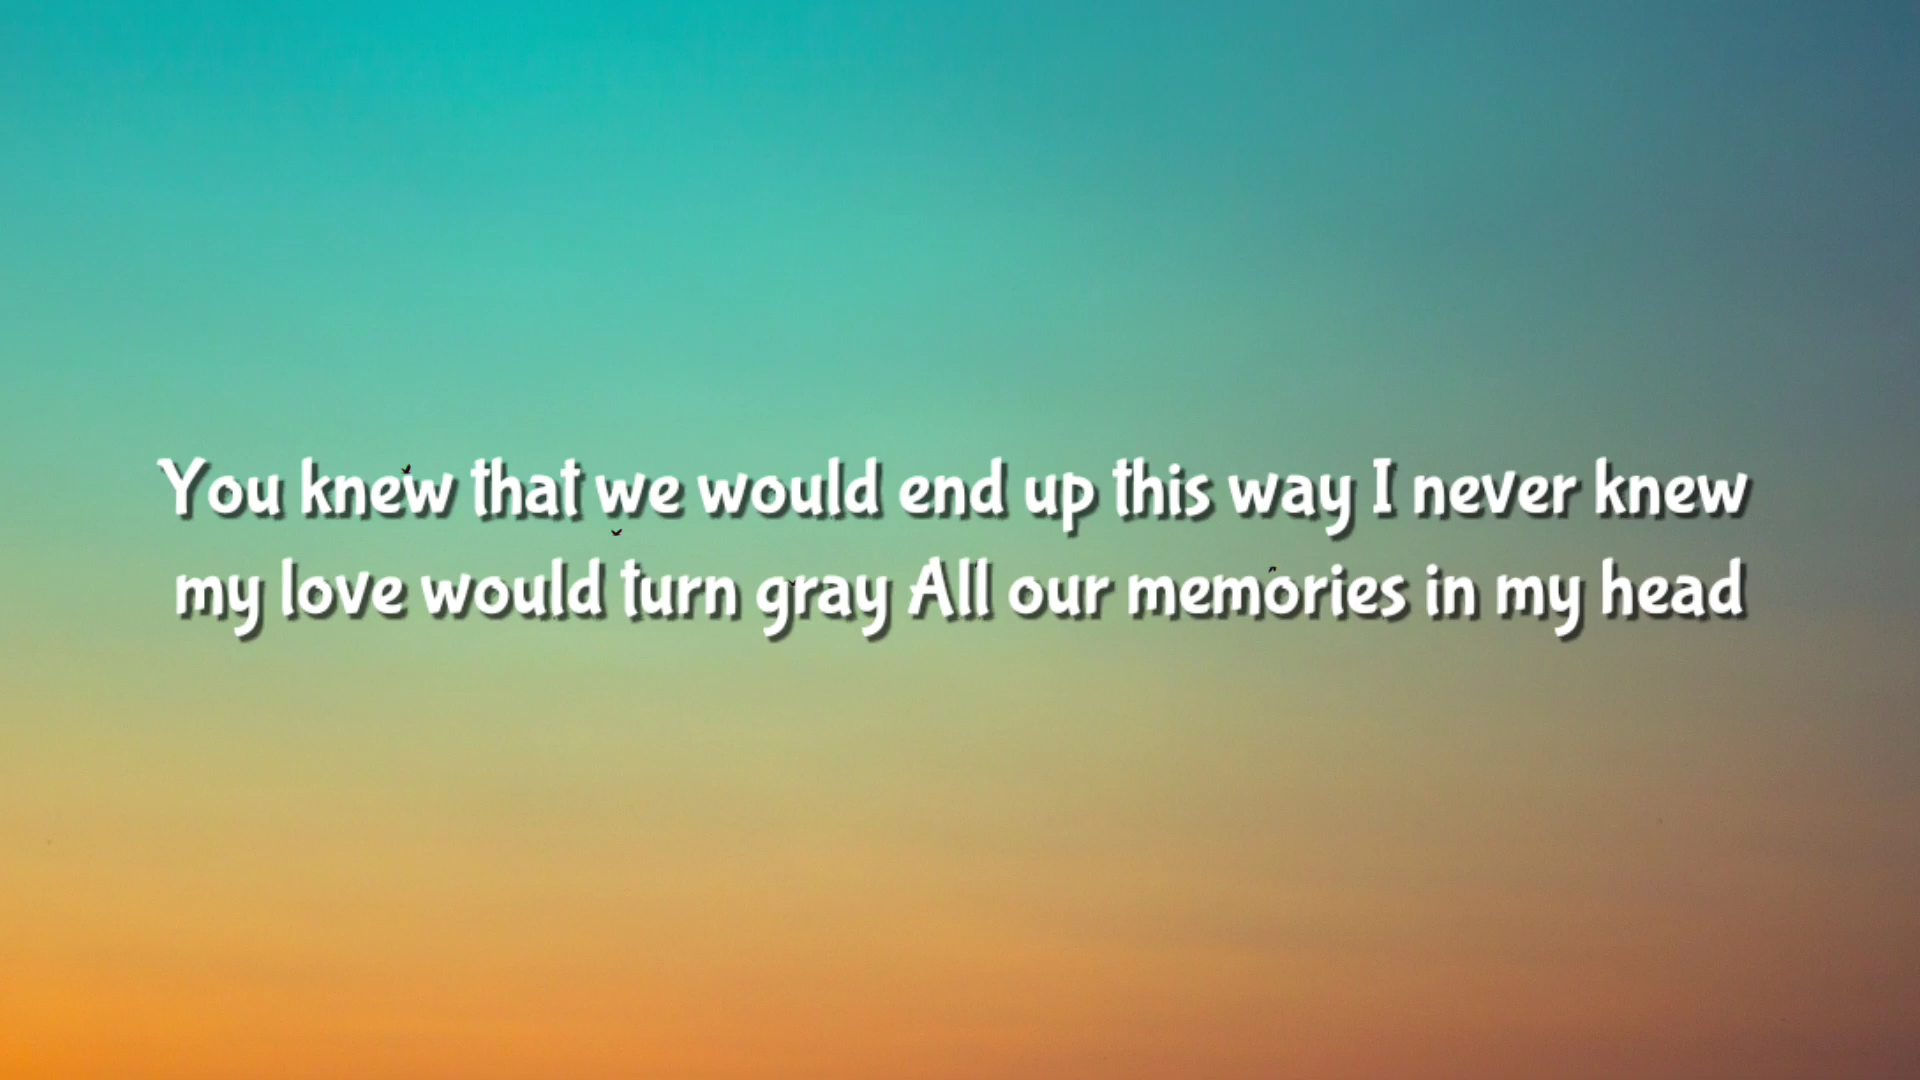 You knew that we would end up this way I never knew
my love would turn gray All our memories in my head